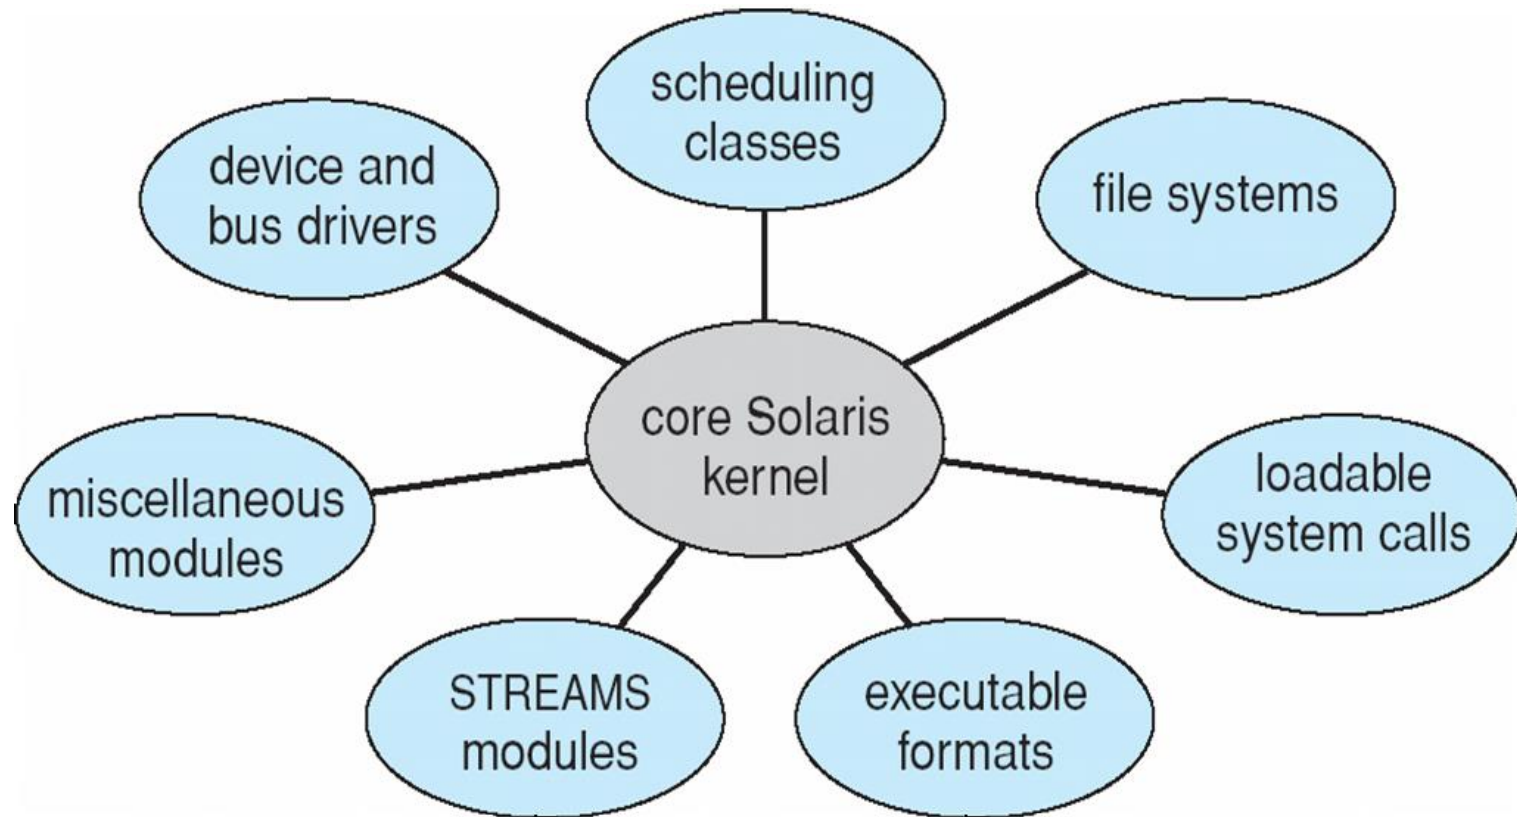 scheduling
classes
device and
bus drivers
file systems
core Solaris
kernel
miscellaneous
modules
loadable
system calls
STREAMS
modules
executable
formats